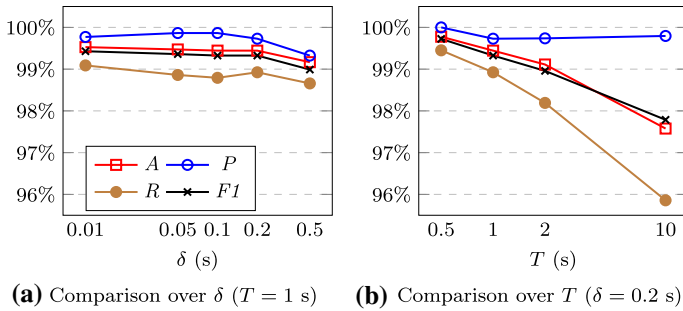 100%
99%
98%
97%
96%
A P
R F1
0.01 0.05 0.1 0.2 0.5
δ (s)
(a) Comparison over δ (T = 1 s)
100%
99%
98%
97%
96%
0.5 1 2 10
T (s)
(b) Comparison over T (δ = 0.2 s)